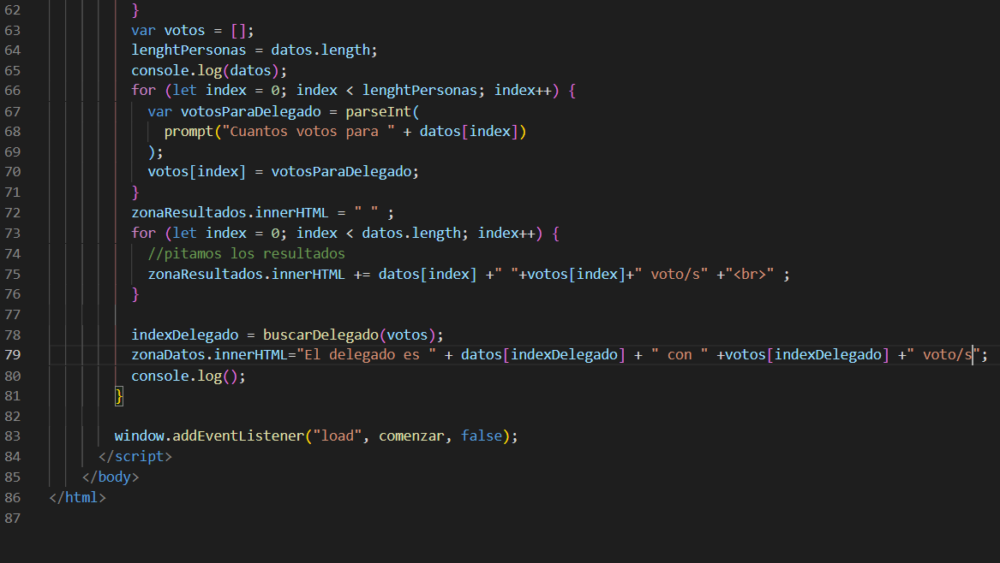 62 }
63 var votos = [];
64 lenghtPersonas = datos.length;
65 console.log(datos);
66 for (let index = 0; index < lenghtPersonas; index++) {
67 var votosParaDelegado = parseInt(
68 prompt("Cuantos votos para " + datos[index])
69 );
70 votos[index] = votosParaDelegado;
71 }
72 zonaResultados.innerHTML = " " ;
73 for (let index = 0; index < datos.length; index++) {
74 //pitamos los resultados
75 zonaResultados.innerHTML += datos[index] +" "+votos[index]+" voto/s" +"<br>" ;
76 }
77
78 indexDelegado = buscarDelegado(votos);
79 zonaDatos.innerHTML="El delegado es " + datos[indexDelegado] + " con " +votos[indexDelegado] +" voto/s";
80 console.log();
81 }
82
83 window.addEventListener("load", comenzar, false);
84 </script>
85 </body>
86 </html>
87